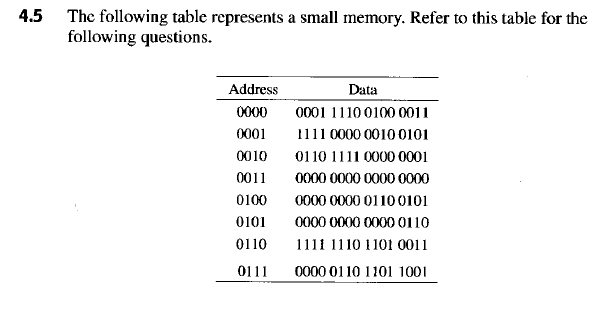 4.5 The following table represents a small memory. Refer to this table for the
following questions.
Address Data
0000 0001 1110 0100 0011
0001 1111 0000 0010 0101
0010 0110 1111 0000 0001
0011 0000 0000 0000 0000
0100 0000 0000 0110 0101
0101 0000 0000 0000 0110
0110 1111 1110 1101 0011
0111 0000 0110 1101 1001